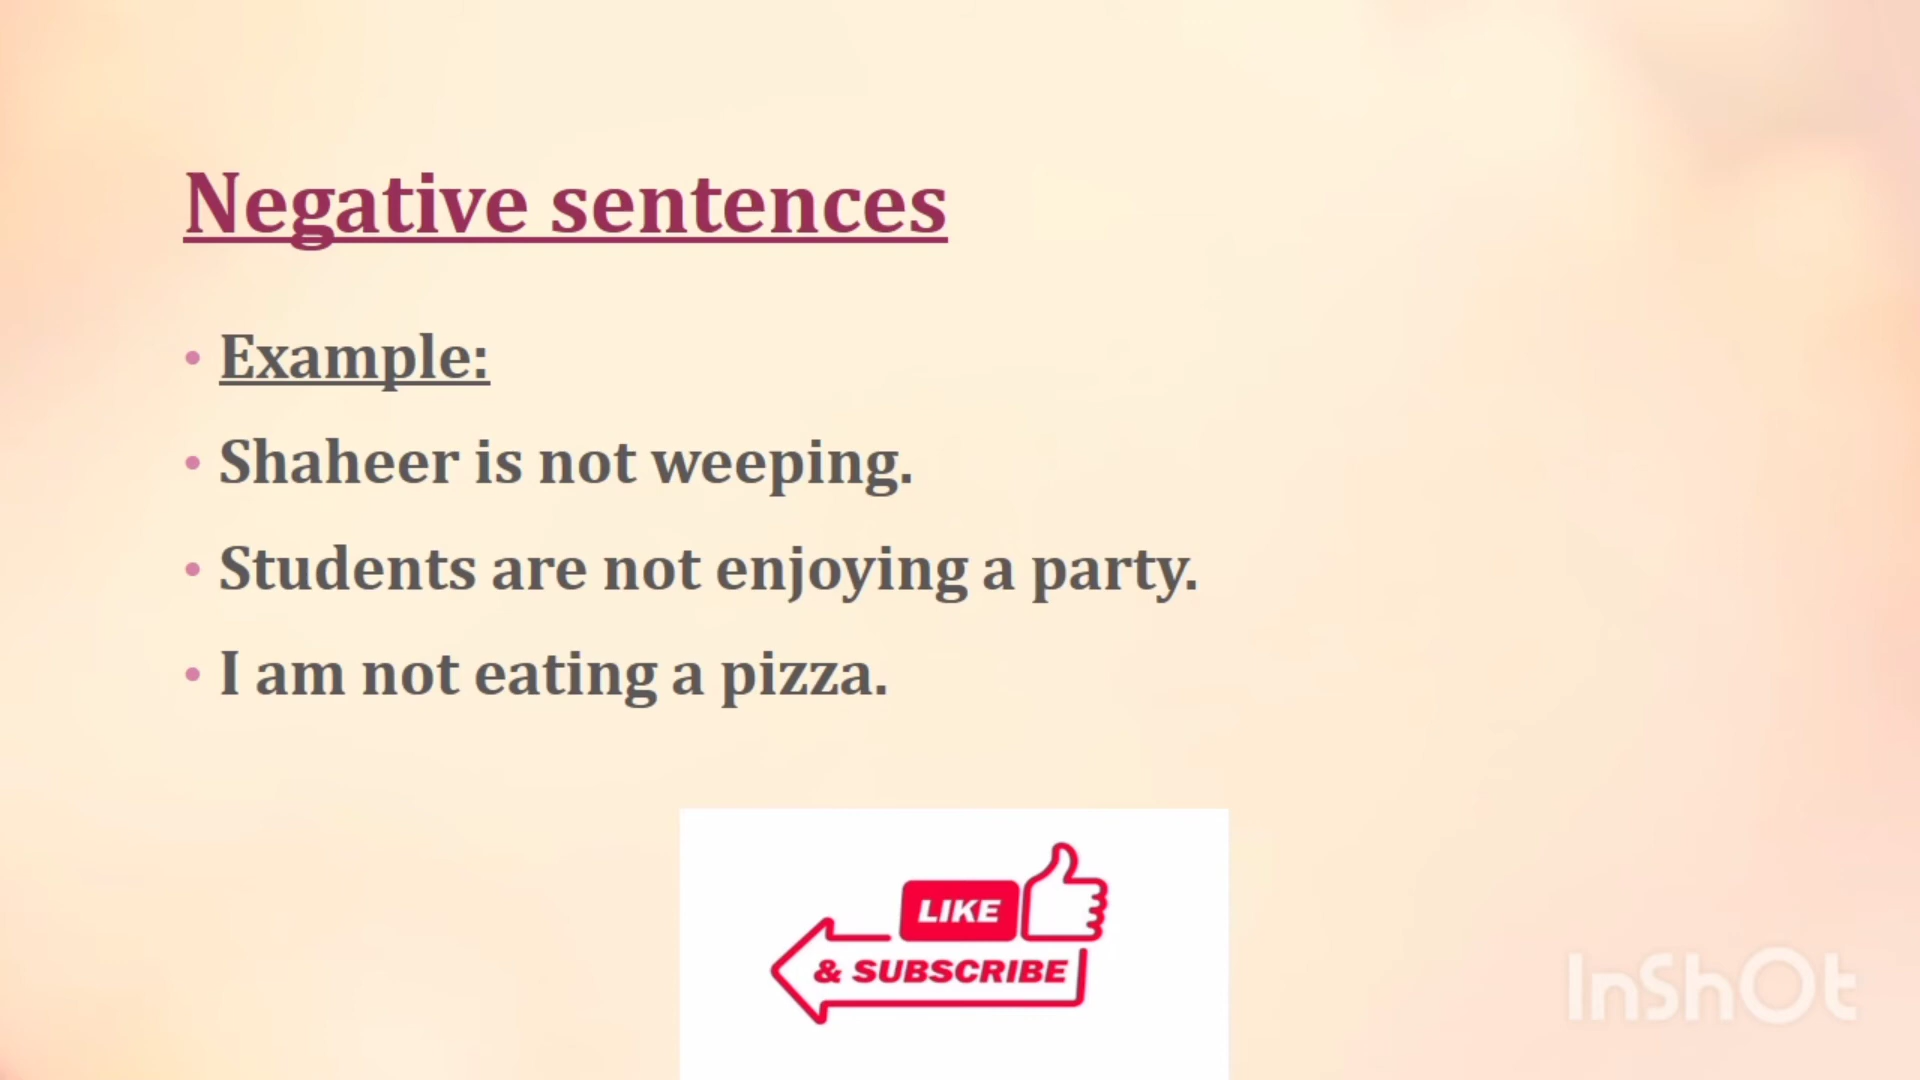 Negative sentences
• Example:
• Shaheer is not weeping.
• Students are not enjoying a party.
• I am not eating a pizza.
LIKE
& SUBSCRIBE
InShOt